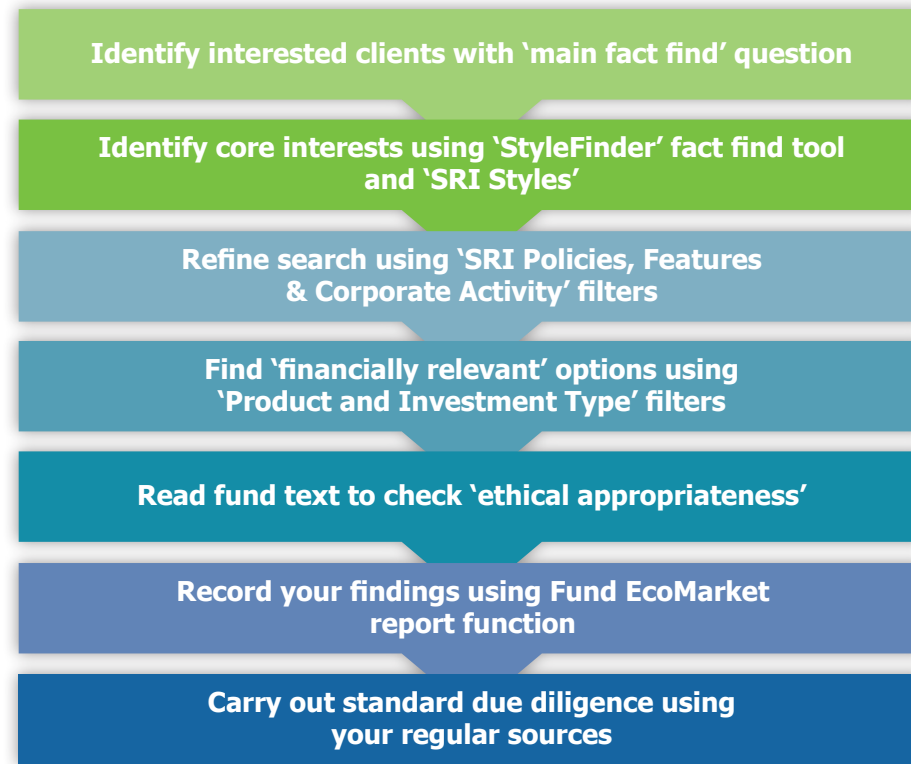 Identify interested clients with ‘main fact find’ question
Identify core interests using ‘StyleFinder’ fact find tool
and ‘SRI Styles’
Refine search using ‘SRI Policies, Features
& Corporate Activity’ filters
Find ‘financially relevant’ options using
‘Product and Investment Type’ filters
Read fund text to check ‘ethical appropriateness’
Record your findings using Fund EcoMarket
report function
Carry out standard due diligence using
your regular sources